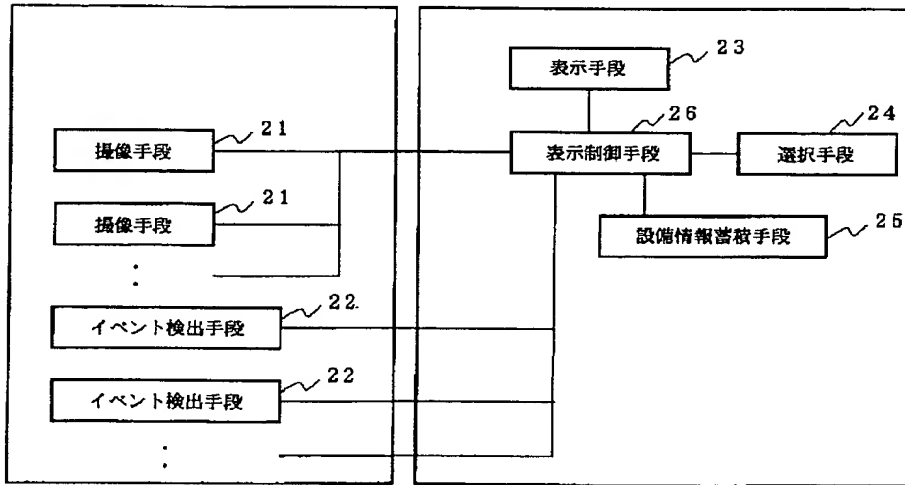 撮像手段
21
撮像手段
21
イベント検出手段
22
イベント検出手段
22
表示手段
23
表示制御手段
26
選択手段
24
設備情報蓄積手段
25